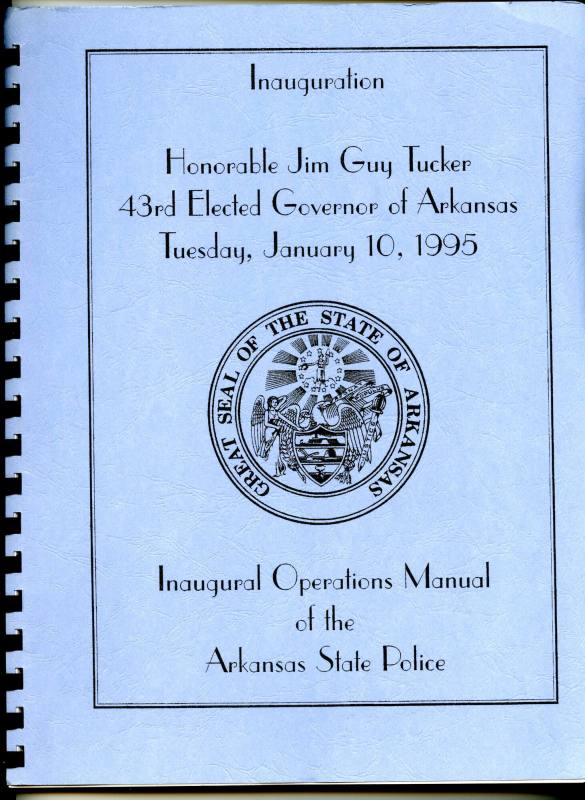 Inauguration
Honorable Jim Guy Tucker
43rd Elected Governor of Arkansas
Tuesday, January 10, 1995
GREAT SEAL OF THE STATE OF ARKANSAS
Inaugural Operations Manual
of the
Arkansas State Police